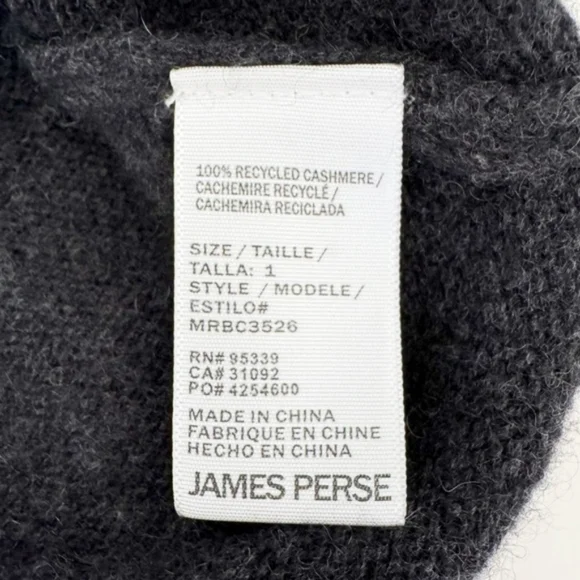 100% RECYCLED CASHMERE/
CACHEMIRE RECYCLÉ/
CACHEMIRA RECICLADA
SIZE/TAILLE/
TALLA: 1
STYLE/MODELE/
ESTILO#
MRBC3526
RN# 95339
CA# 31092
PO# 4254600
MADE IN CHINA
FABRIQUE EN CHINE
HECHO EN CHINA
JAMES PERSE